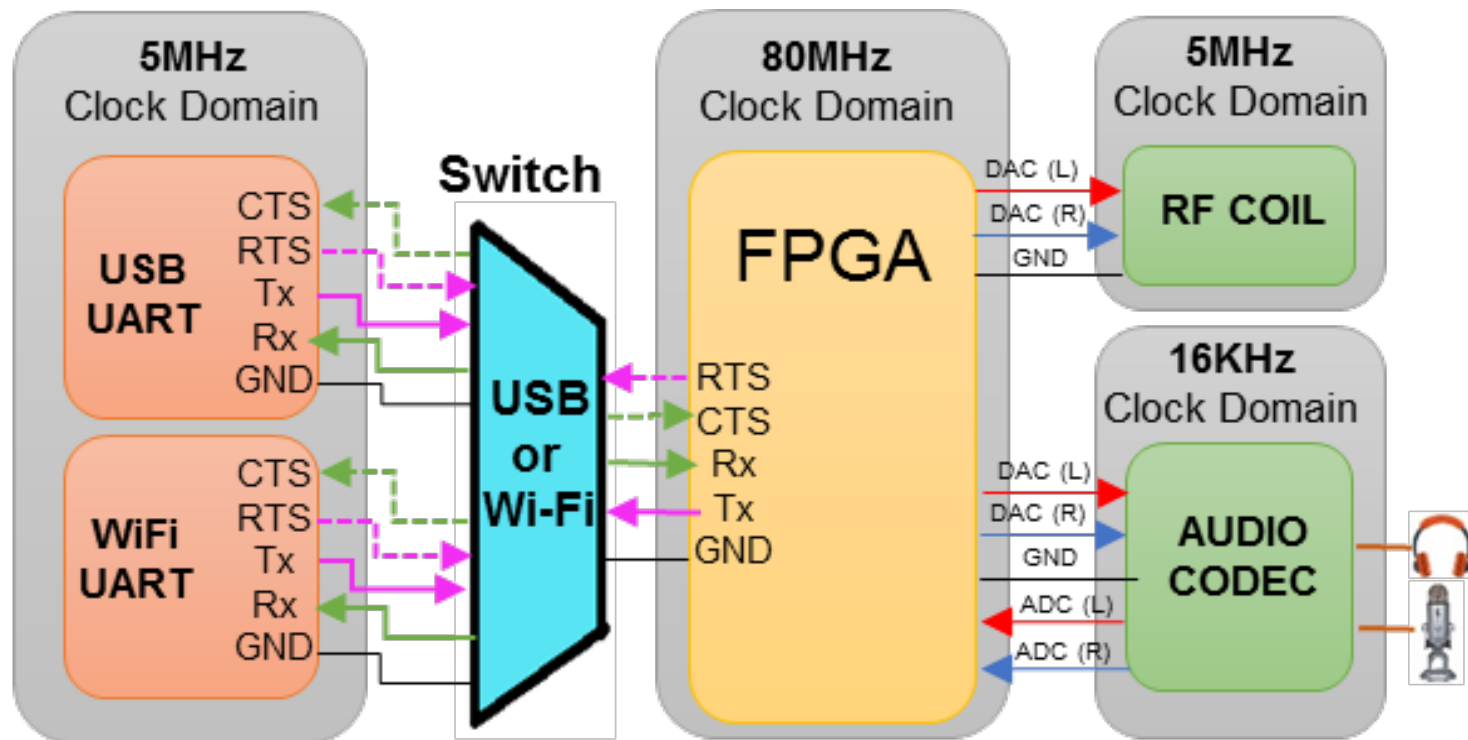 5MHz
Clock Domain
USB
UART
CTS
RTS
Tx
Rx
GND
WiFi
UART
CTS
RTS
Tx
Rx
GND
Switch
USB
or
Wi-Fi
80MHz
Clock Domain
FPGA
RTS
CTS
Rx
Tx
GND
DAC (L)
DAC (R)
GND
5MHz
Clock Domain
RF COIL
DAC (L)
DAC (R)
GND
ADC (L)
ADC (R)
16KHz
Clock Domain
AUDIO
CODEC